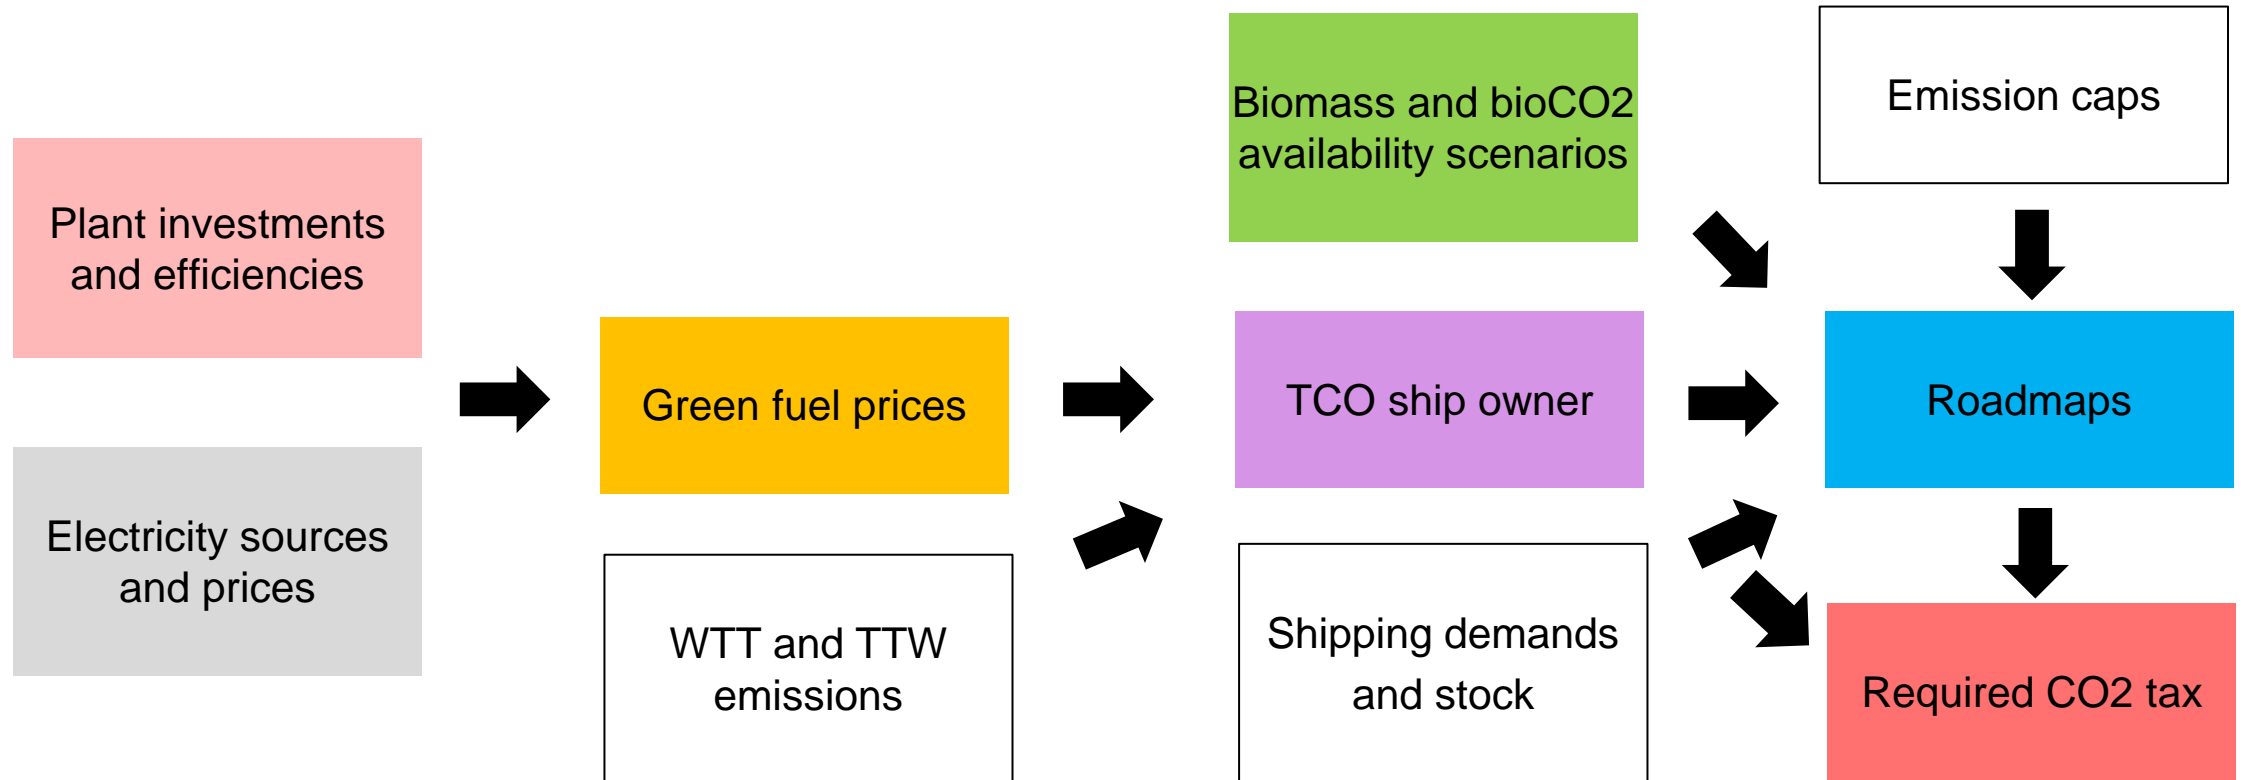 Plant investments
and efficiencies
Electricity sources
and prices
Green fuel prices
WTT and TTW
emissions
Biomass and bioCO2
availability scenarios
TCO ship owner
Shipping demands
and stock
Emission caps
Roadmaps
Required CO2 tax